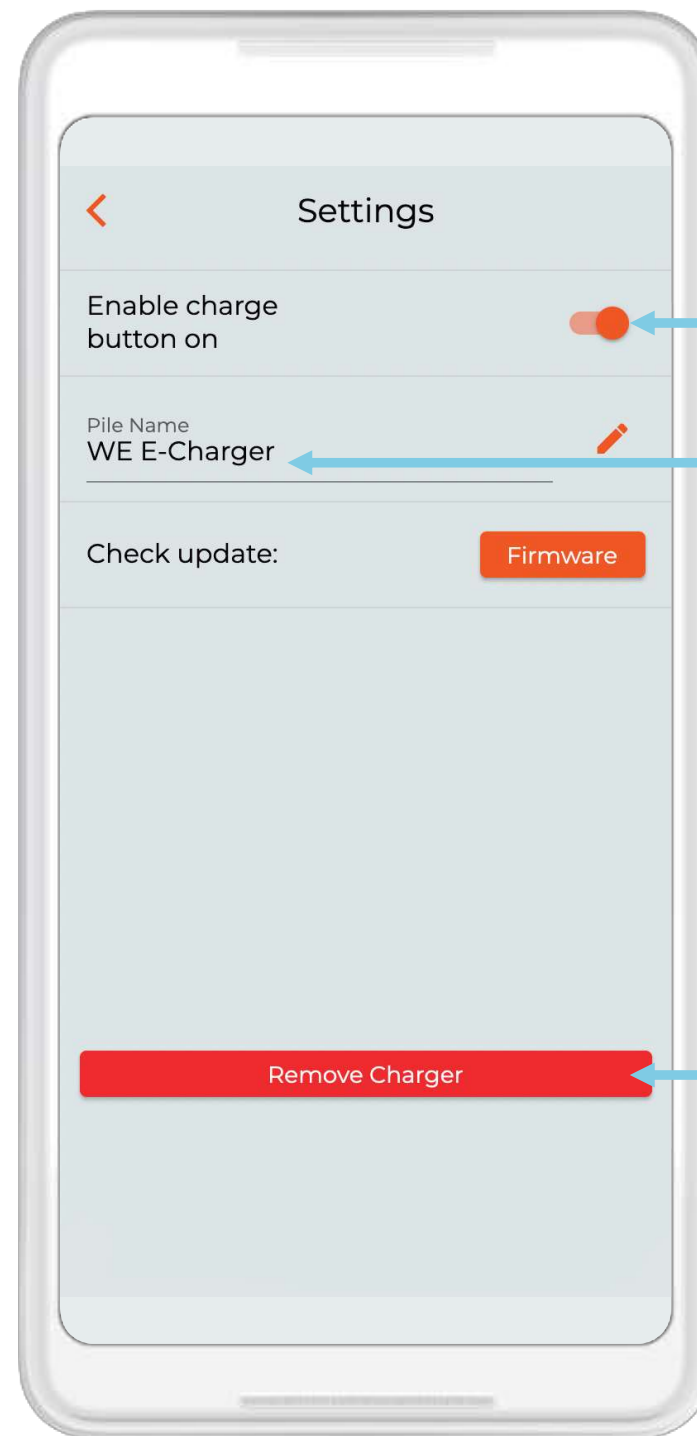 Settings
Enable charge
button on
Pile Name
WE E-Charger
Check update:
Firmware
Remove Charger